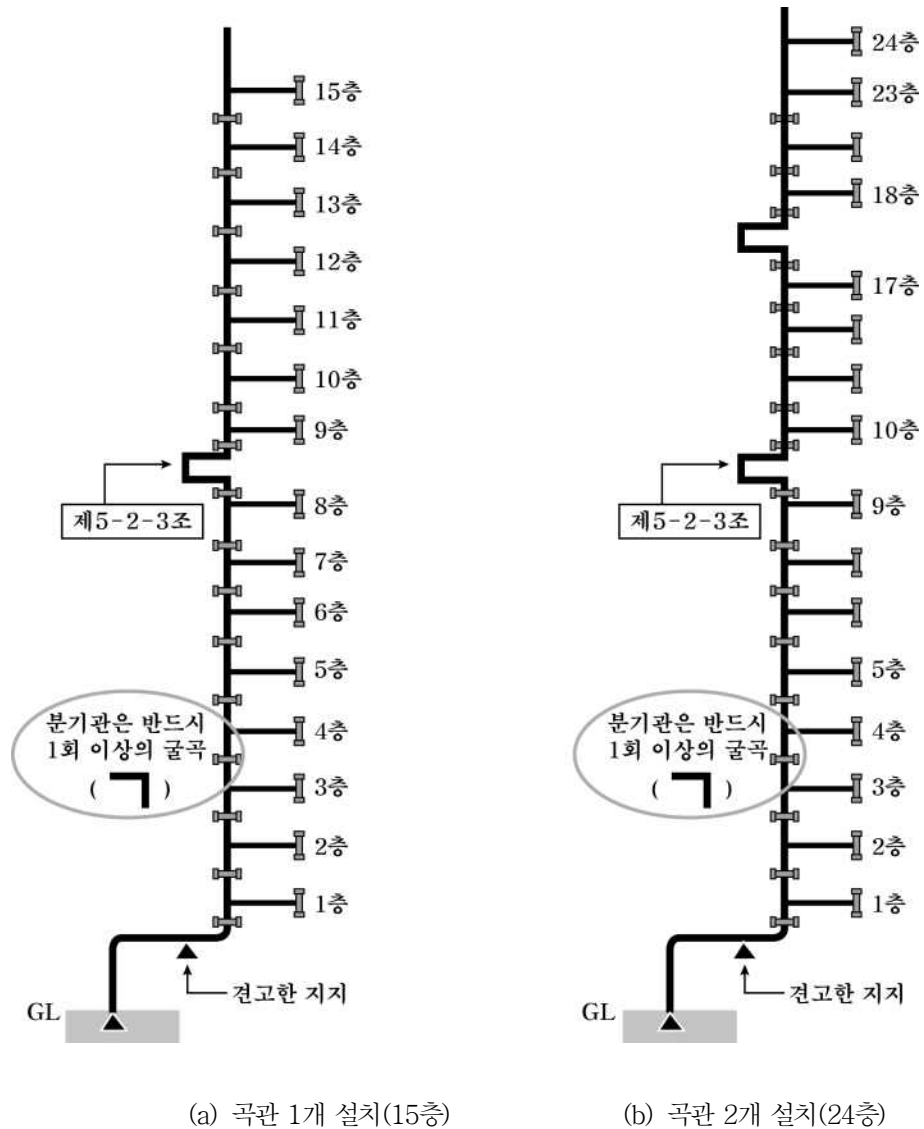 15층
14층
13층
12층
11층
10층
9층
제5-2-3조
8층
7층
6층
5층
분기관은 반드시
1회 이상의 굴곡
( )
4층
3층
2층
1층
견고한 지지
GL
(a) 곡관 1개 설치(15층)
24층
23층
18층
17층
10층
제5-2-3조
9층
5층
분기관은 반드시
1회 이상의 굴곡
( )
4층
3층
2층
1층
견고한 지지
GL
(b) 곡관 2개 설치(24층)